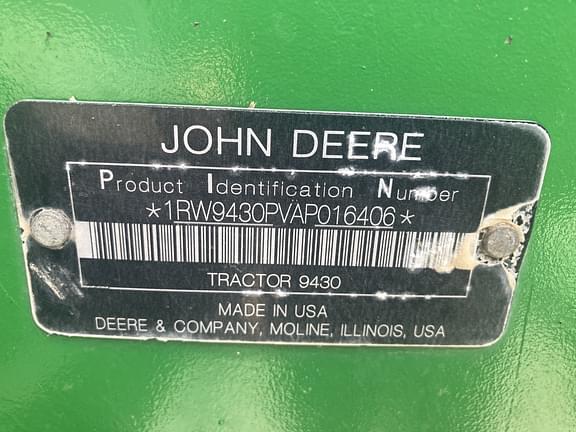 JOHN DEERE
Product Identification Number
*1RW9430PVAP016406*
TRACTOR 9430
MADE IN USA
DEERE & COMPANY, MOLINE, ILLINOIS, USA